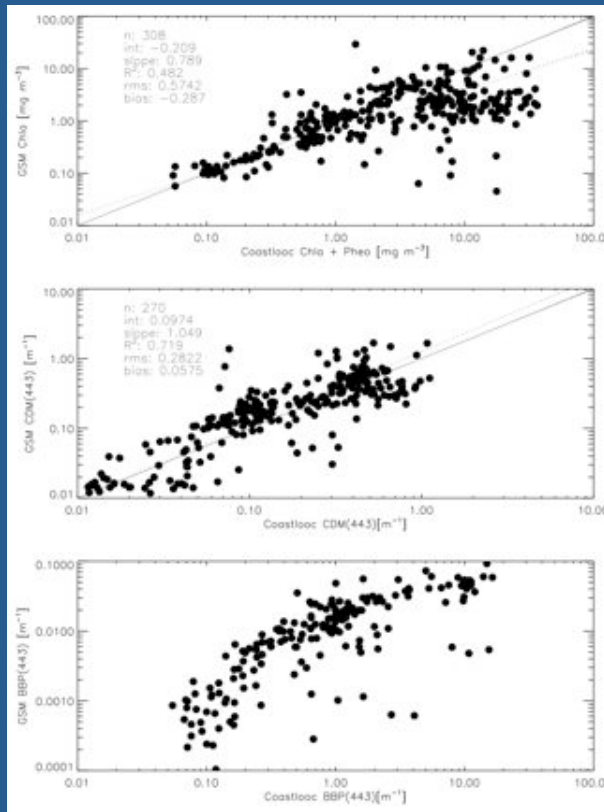 100.00
10.00
1.00
0.10
0.01
GSM Chla [mg m⁻³]
n: 308
int: −0.209
slope: 0.789
R²: 0.482
rms: 0.5742
bias: −0.287
0.01 0.10 1.00 10.00 100.0
Coastlooc Chla + Pheo [mg m⁻³]
10.00
1.00
0.10
0.01
GSM CDM(443) [m⁻¹]
n: 270
int: 0.0974
slope: 1.049
R²: 0.719
rms: 0.2822
bias: 0.0575
0.10 1.00 10.00
Coastlooc CDM(443)[m⁻¹]
0.1000
0.0100
0.0010
0.0001
GSM BBP(443) [m⁻¹]
0.01 0.10 1.00 10.00 100.0
Coastlooc BBP(443)[m⁻¹]